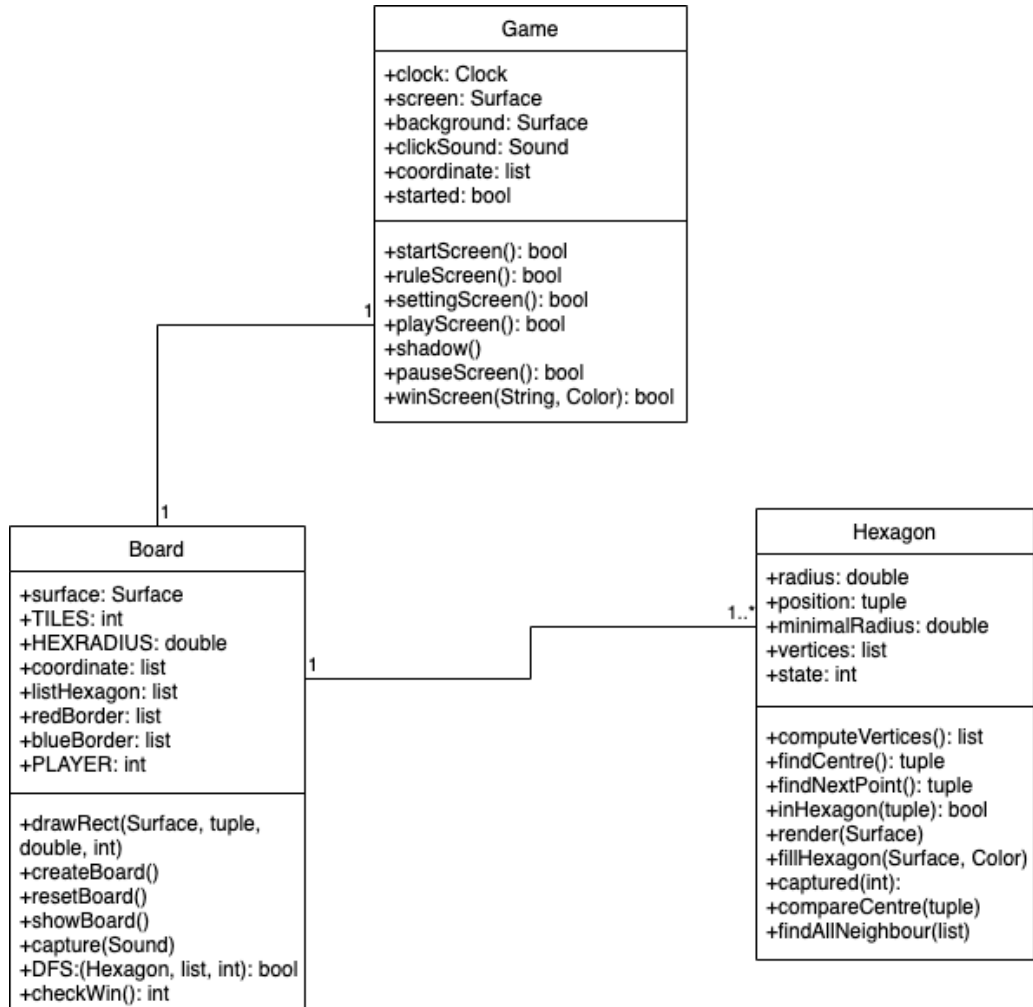 Game
+clock: Clock
+screen: Surface
+background: Surface
+clickSound: Sound
+coordinate: list
+started: bool
+startScreen(): bool
+ruleScreen(): bool
+settingScreen(): bool
+playScreen(): bool
+shadow()
+pauseScreen(): bool
+winScreen(String, Color): bool
1
1
Board
+surface: Surface
+TILES: int
+HEXRADIUS: double
+coordinate: list
+listHexagon: list
+redBorder: list
+blueBorder: list
+PLAYER: int
+drawRect(Surface, tuple,
double, int)
+createBoard()
+resetBoard()
+showBoard()
+capture(Sound)
+DFS:(Hexagon, list, int): bool
+checkWin(): int
1
1..*
Hexagon
+radius: double
+position: tuple
+minimalRadius: double
+vertices: list
+state: int
+computeVertices(): list
+findCentre(): tuple
+findNextPoint(): tuple
+inHexagon(tuple): bool
+render(Surface)
+fillHexagon(Surface, Color)
+captured(int):
+compareCentre(tuple)
+findAllNeighbour(list)